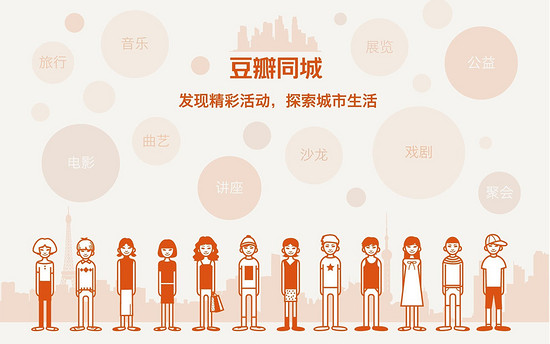 音乐
展览
旅行
公益
豆瓣同城
发现精彩活动，探索城市生活
曲艺
沙龙
戏剧
电影
讲座
聚会